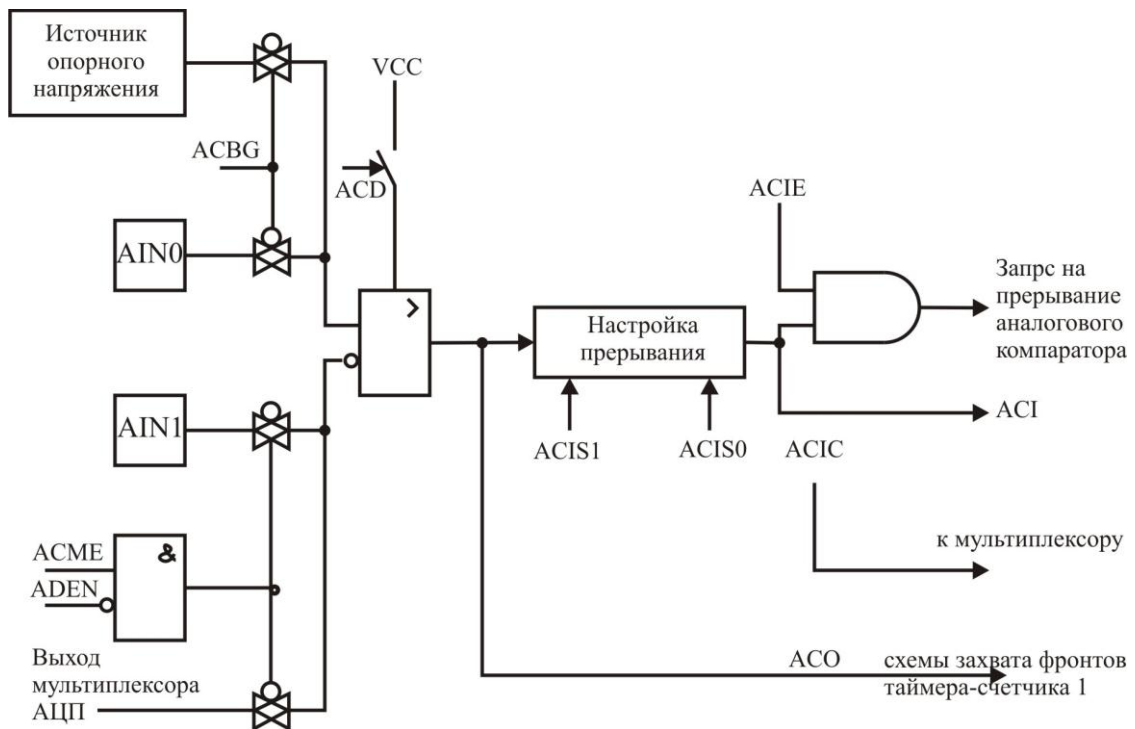 Источник
опорного
напряжения
VCC
ACBG
ACD
ACIE
AIN0
>
Запрс на
прерывание
аналогового
компаратора
Настройка
прерывания
AIN1
ACI
ACIS1
ACIS0
ACIC
ACME
&
ADEN
к мультиплексору
Выход
мультиплексора
АЦП
ACO
схемы захвата фронтов
таймера-счетчика 1